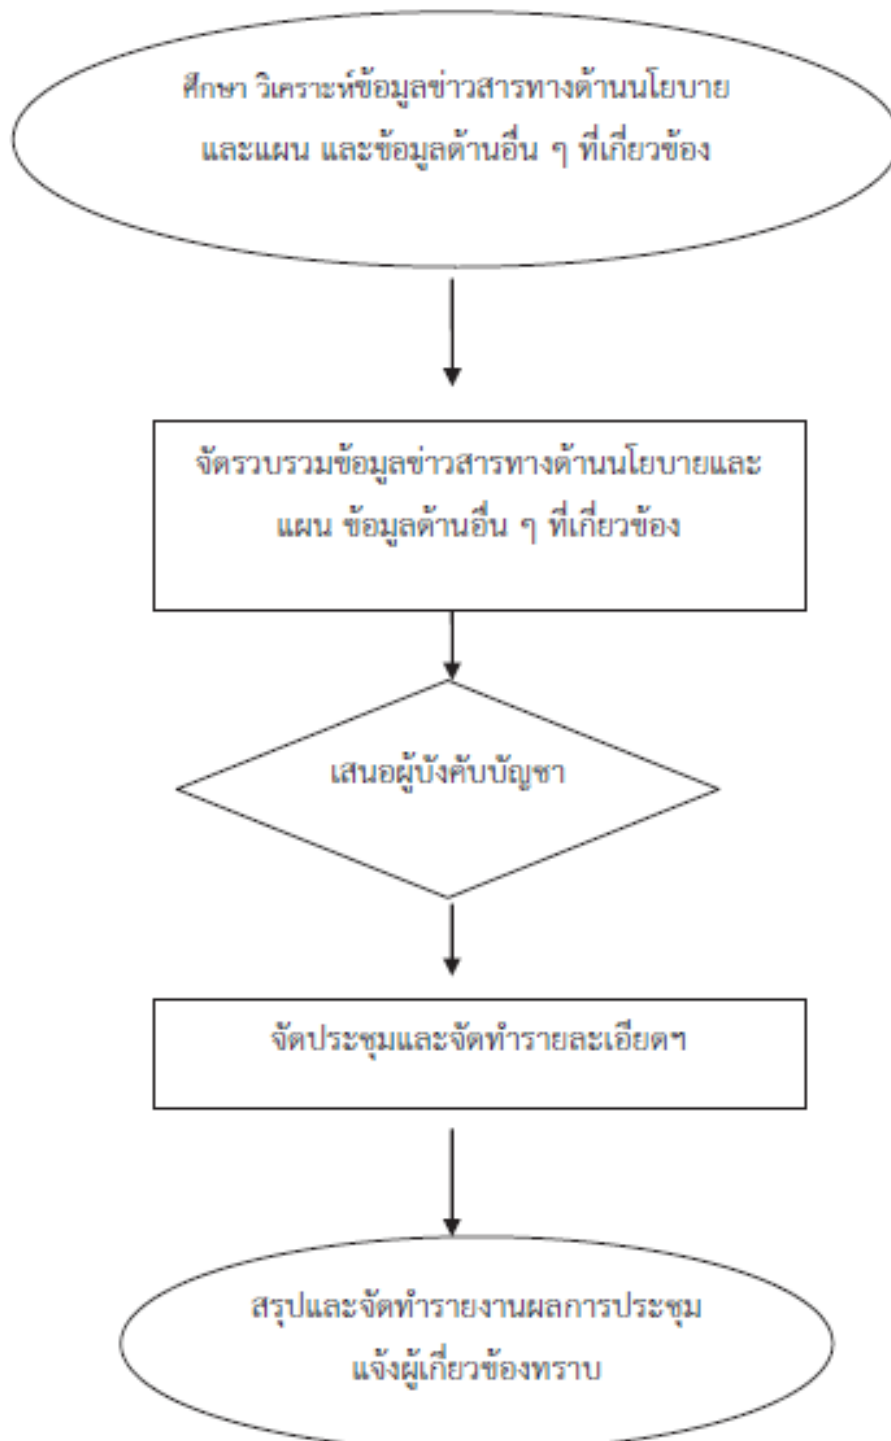 ศึกษา วิเคราะห์ข้อมูลข่าวสารทางด้านนโยบาย
และแผน และข้อมูลด้านอื่น ๆ ที่เกี่ยวข้อง
จัดรวบรวมข้อมูลข่าวสารทางด้านนโยบายและ
แผน ข้อมูลด้านอื่น ๆ ที่เกี่ยวข้อง
เสนอผู้บังคับบัญชา
จัดประชุมและจัดทำรายละเอียดฯ
สรุปและจัดทำรายงานผลการประชุม
แจ้งผู้เกี่ยวข้องทราบ